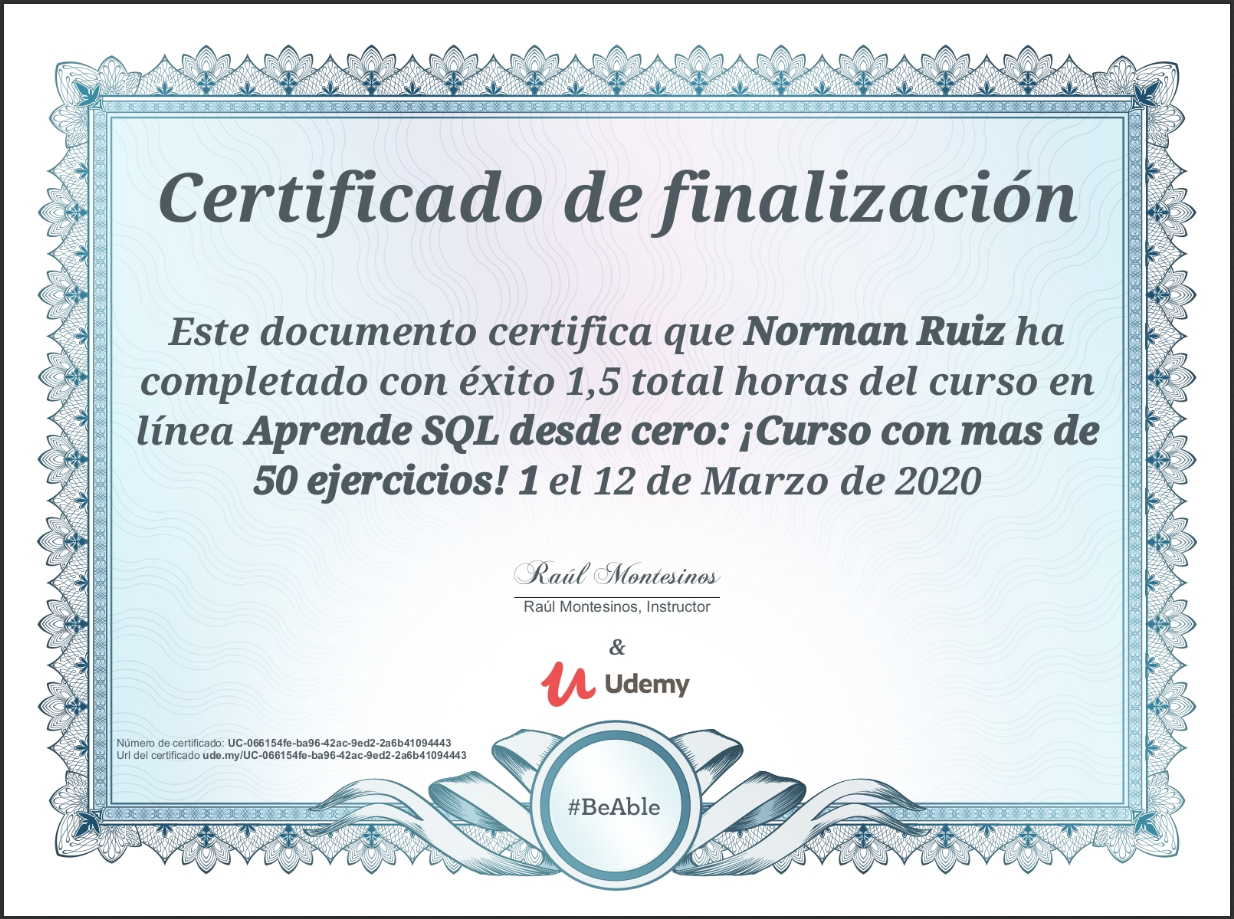 Certificado de finalización
Este documento certifica que Norman Ruiz ha
completado con éxito 1,5 total horas del curso en
línea Aprende SQL desde cero: ¡Curso con mas de
50 ejercicios! 1 el 12 de Marzo de 2020
Raúl Montesinos
Raúl Montesinos, Instructor
&
Udemy
Número de certificado: UC-066154fe-ba96-42ac-9ed2-2a6b41094443
Url del certificado ude.my/UC-066154fe-ba96-42ac-9ed2-2a6b41094443
#BeAble